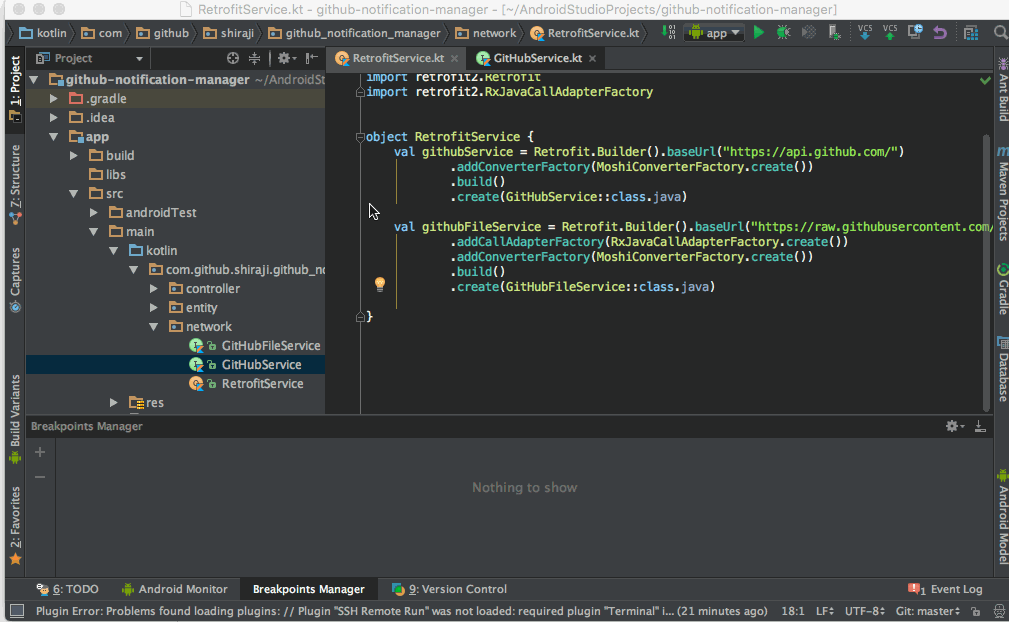 RetrofitService.kt - github-notification-manager - [~/AndroidStudioProjects/github-notification-manager]
kotlin com github shiraji github_notification_manager network RetrofitService.kt app
Project
RetrofitService.kt GitHubService.kt
1: Project
Z: Structure
Captures
Build Variants
2: Favorites
github-notification-manager ~/AndroidSt
.gradle
.idea
app
build
libs
src
androidTest
main
kotlin
com.github.shiraji.github_no
controller
entity
network
GitHubFileService
GitHubService
RetrofitService
res
import retrofit2.Retrofit
import retrofit2.RxJavaCallAdapterFactory
object RetrofitService {
val githubService = Retrofit.Builder().baseUrl("https://api.github.com/")
.addConverterFactory(MoshiConverterFactory.create())
.build()
.create(GitHubService::class.java)
val githubFileService = Retrofit.Builder().baseUrl("https://raw.githubusercontent.com/
.addCallAdapterFactory(RxJavaCallAdapterFactory.create())
.addConverterFactory(MoshiConverterFactory.create())
.build()
.create(GitHubFileService::class.java)
}
Ant Build
Maven Projects
Gradle
Database
Android Model
Breakpoints Manager
Nothing to show
6: TODO Android Monitor Breakpoints Manager 9: Version Control 1 Event Log
Plugin Error: Problems found loading plugins: // Plugin "SSH Remote Run" was not loaded: required plugin "Terminal" i... (21 minutes ago) 18:1 LF UTF-8 Git: master